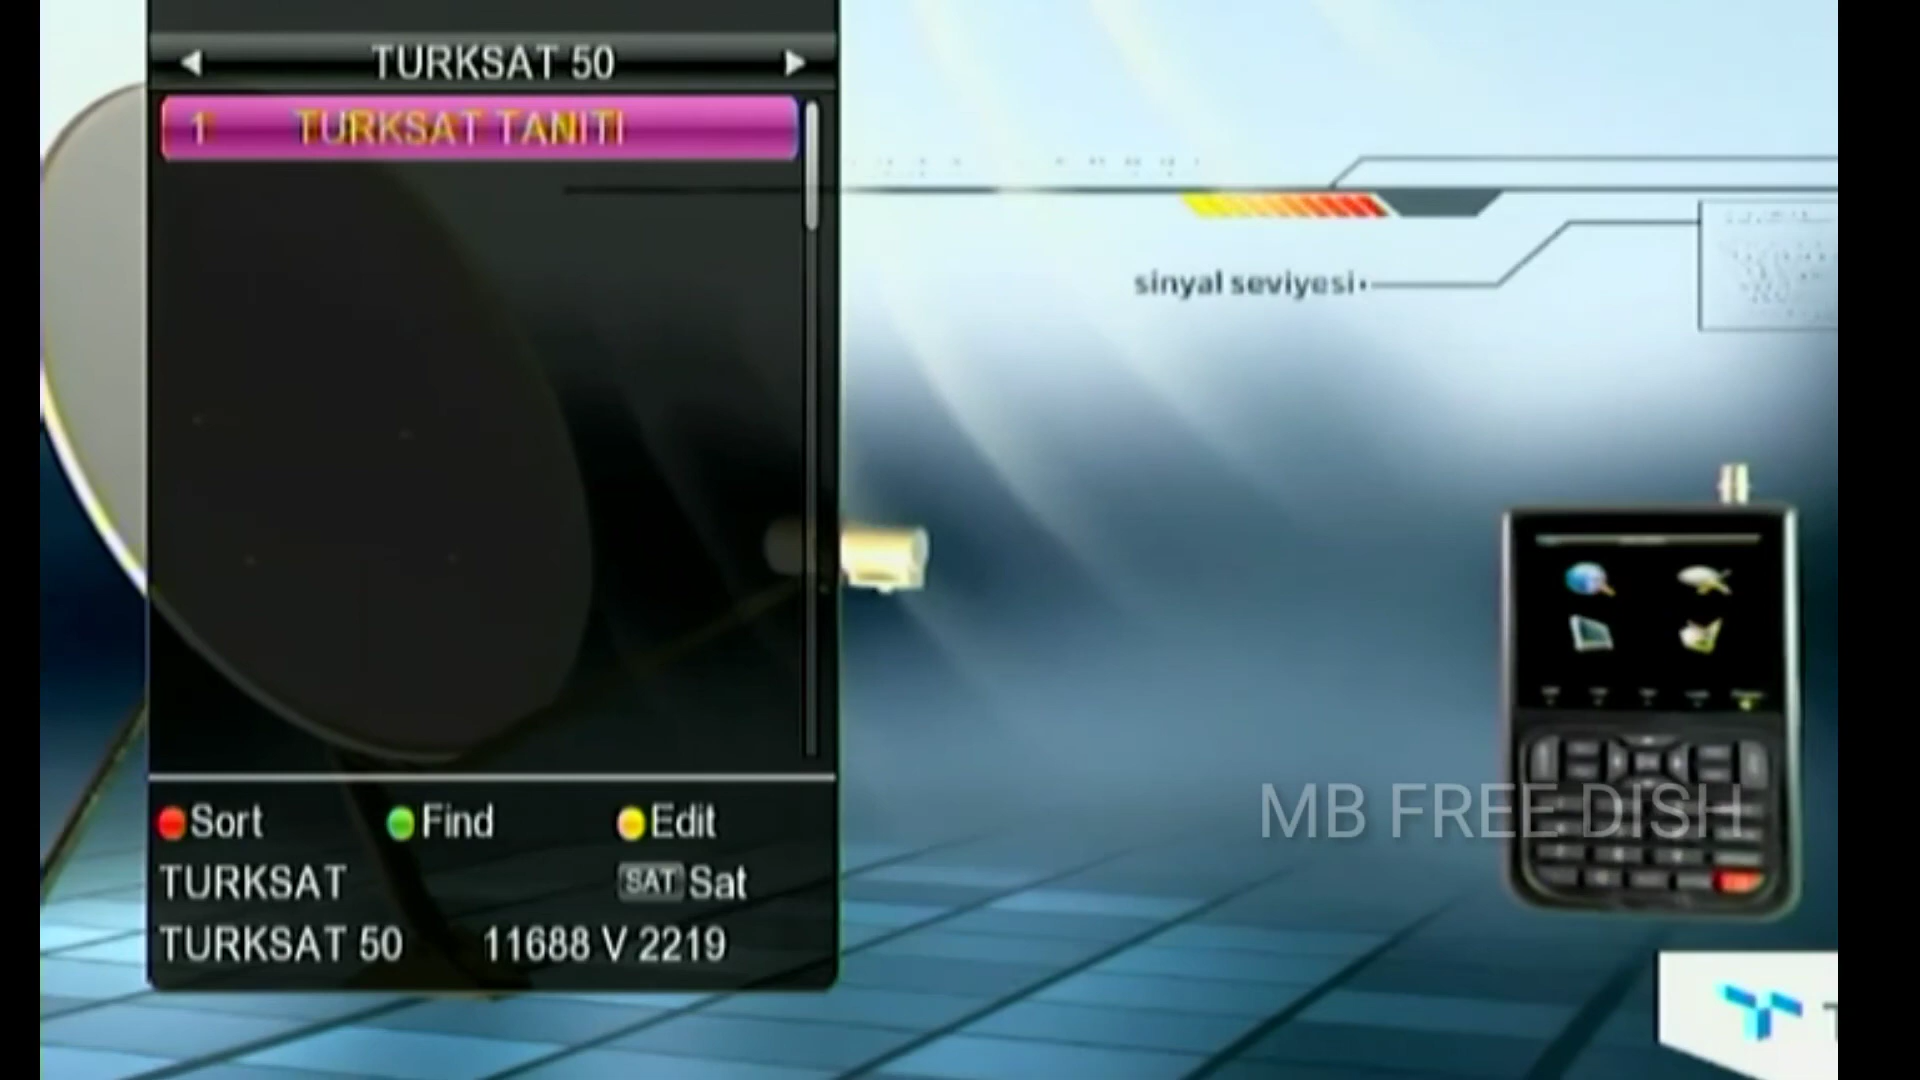 TURKSAT 50
1 TURKSAT TANITI
sinyal seviyesi
MB FREE DISH
Sort Find Edit
TURKSAT SAT Sat
TURKSAT 50 11688 V 2219